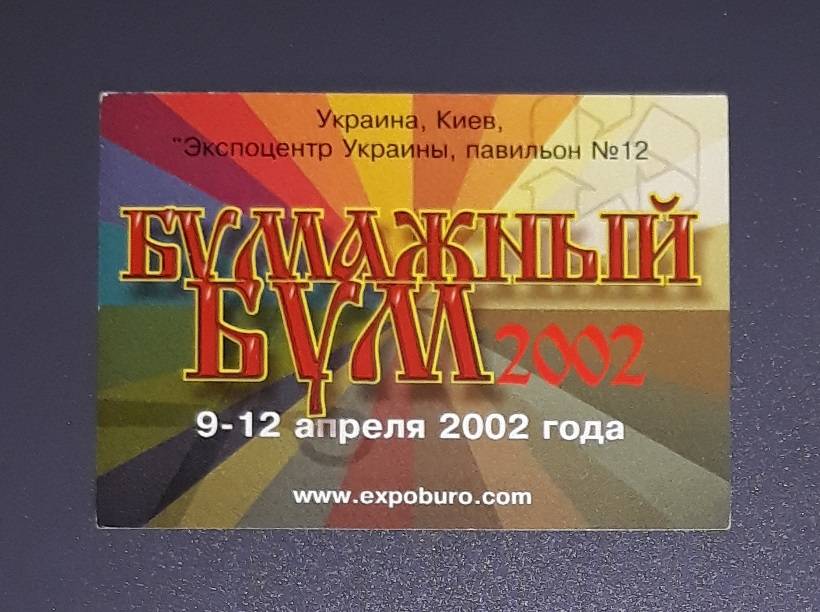 Украина, Киев,
"Экспоцентр Украины, павильон №12
БУМАЖНЫЙ
БУМ 2002
9-12 апреля 2002 года
www.expoburo.com